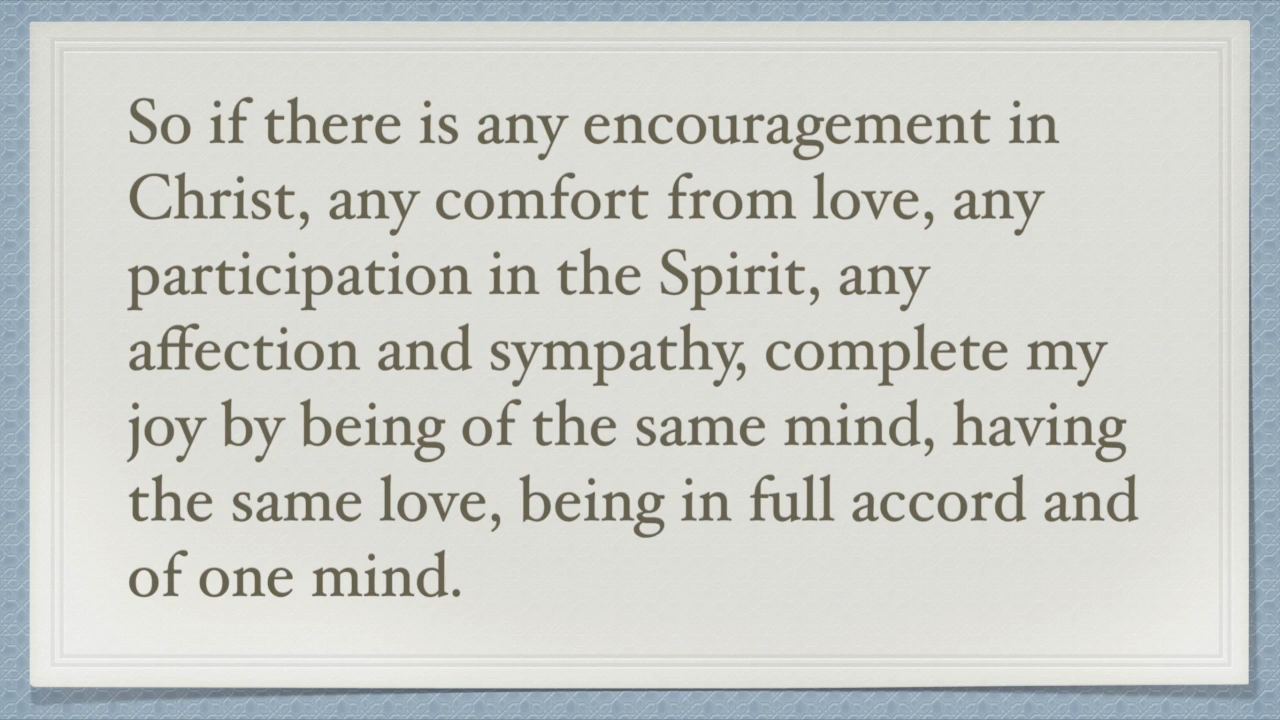 So if there is any encouragement in
Christ, any comfort from love, any
participation in the Spirit, any
affection and sympathy, complete my
joy by being of the same mind, having
the same love, being in full accord and
of one mind.